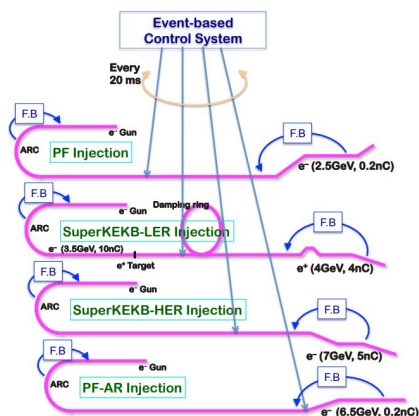 Event-based
Control System
Every
20 ms
F.B
F.B
e⁻ Gun
ARC
PF Injection
e⁻ (2.5GeV, 0.2nC)
F.B
Damping ring
F.B
e⁻ Gun
ARC
SuperKEKB-LER Injection
e⁻ (3.5GeV, 10nC)
e⁺ Target
e⁺ (4GeV, 4nC)
F.B
e⁻ Gun
ARC
SuperKEKB-HER Injection
F.B
e⁻ (7GeV, 5nC)
F.B
e⁻ Gun
F.B
ARC
PF-AR Injection
e⁻ (6.5GeV, 0.2nC)